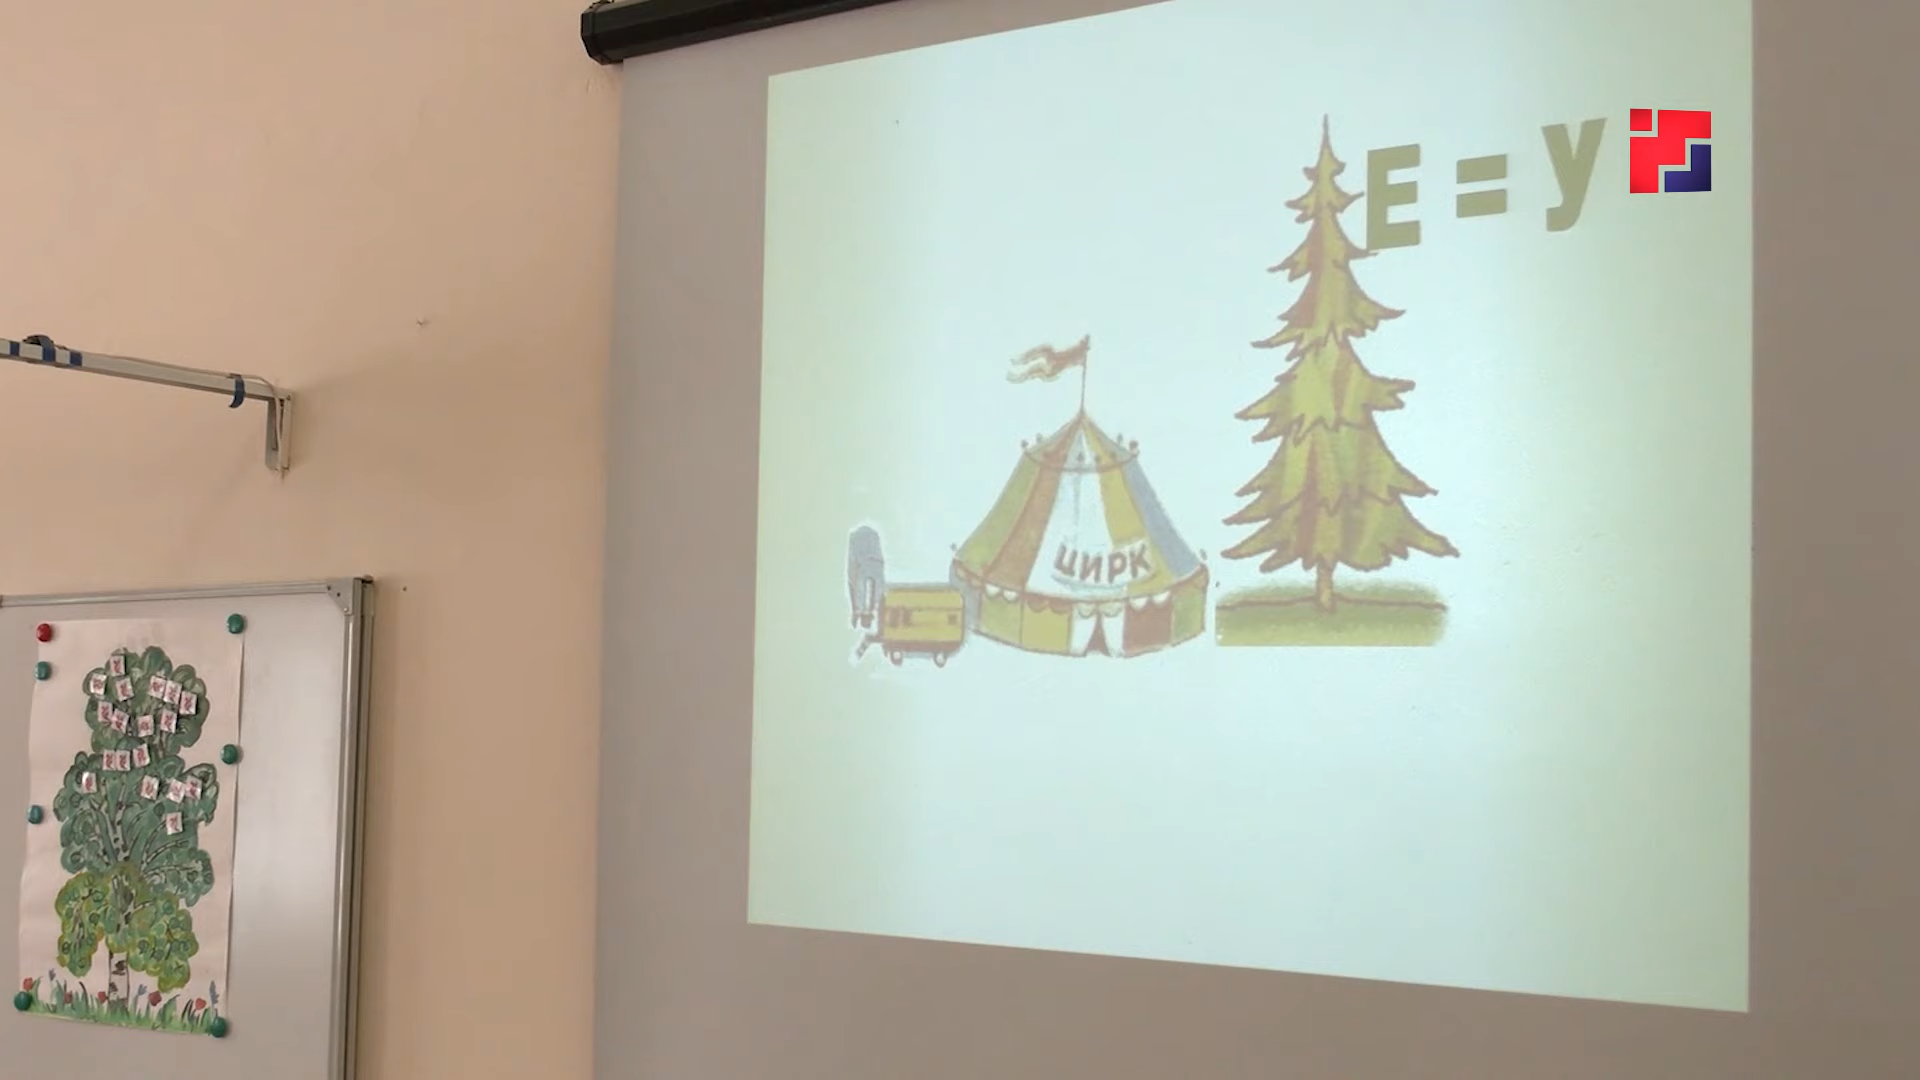 Е = У
ЦИРК